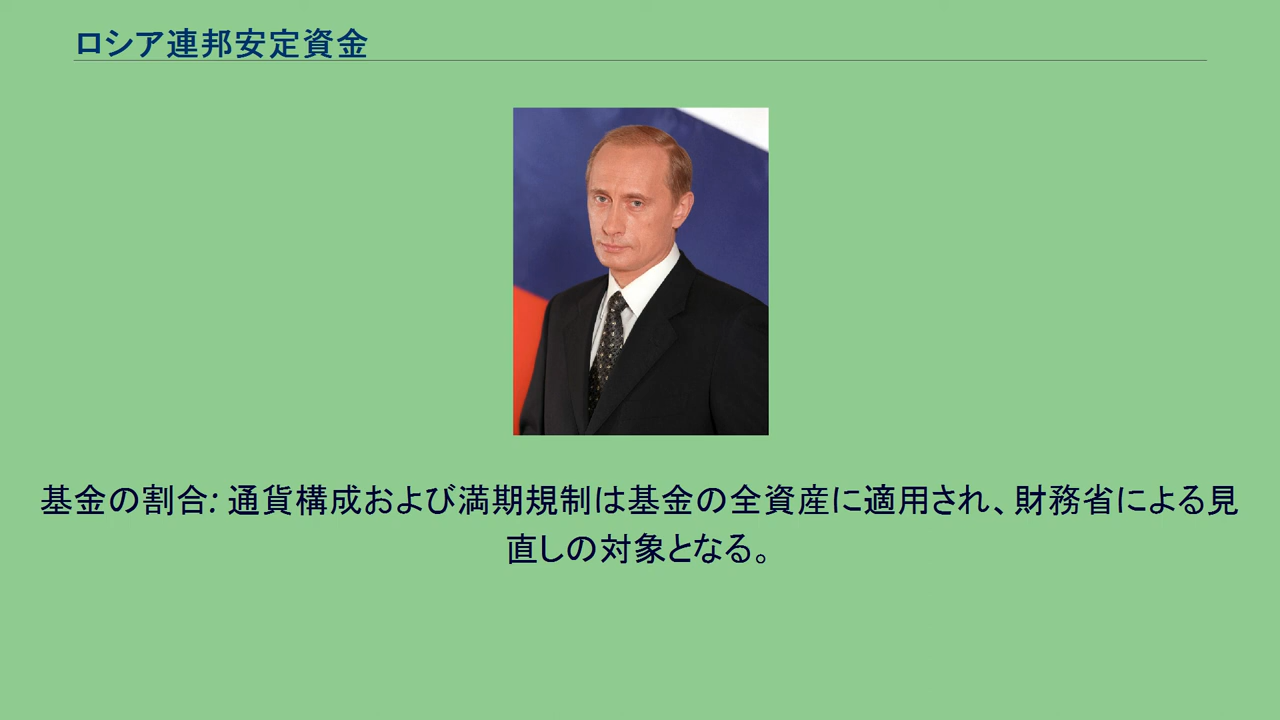 ロシア連邦安定資金
基金の割合: 通貨構成および満期規制は基金の全資産に適用され、財務省による見
直しの対象となる。